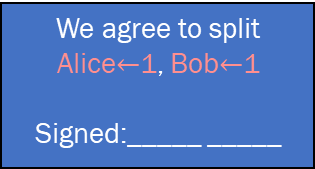 We agree to split
Alice←1, Bob←1
Signed:_____ _____